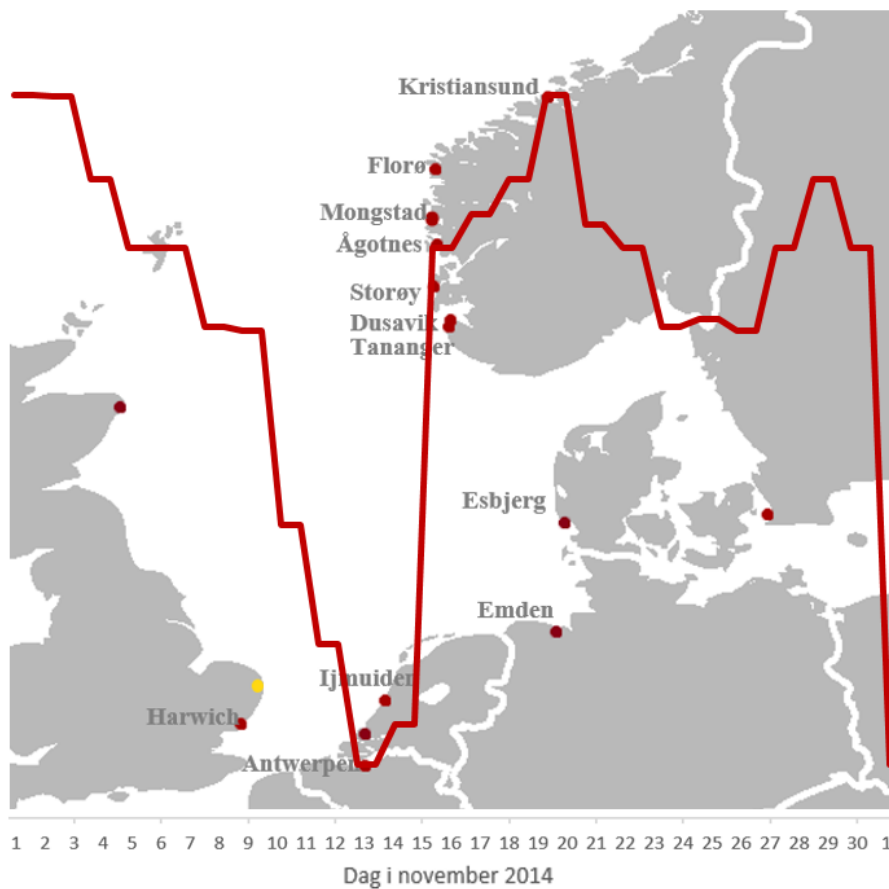 Kristiansund
Florø
Mongstad
Ågotnes
Storøy
Dusavik
Tananger
Esbjerg
Emden
Ijmuiden
Harwich
Antwerpen
1 2 3 4 5 6 7 8 9 10 11 12 13 14 15 16 17 18 19 20 21 22 23 24 25 26 27 28 29 30 1
Dag i november 2014